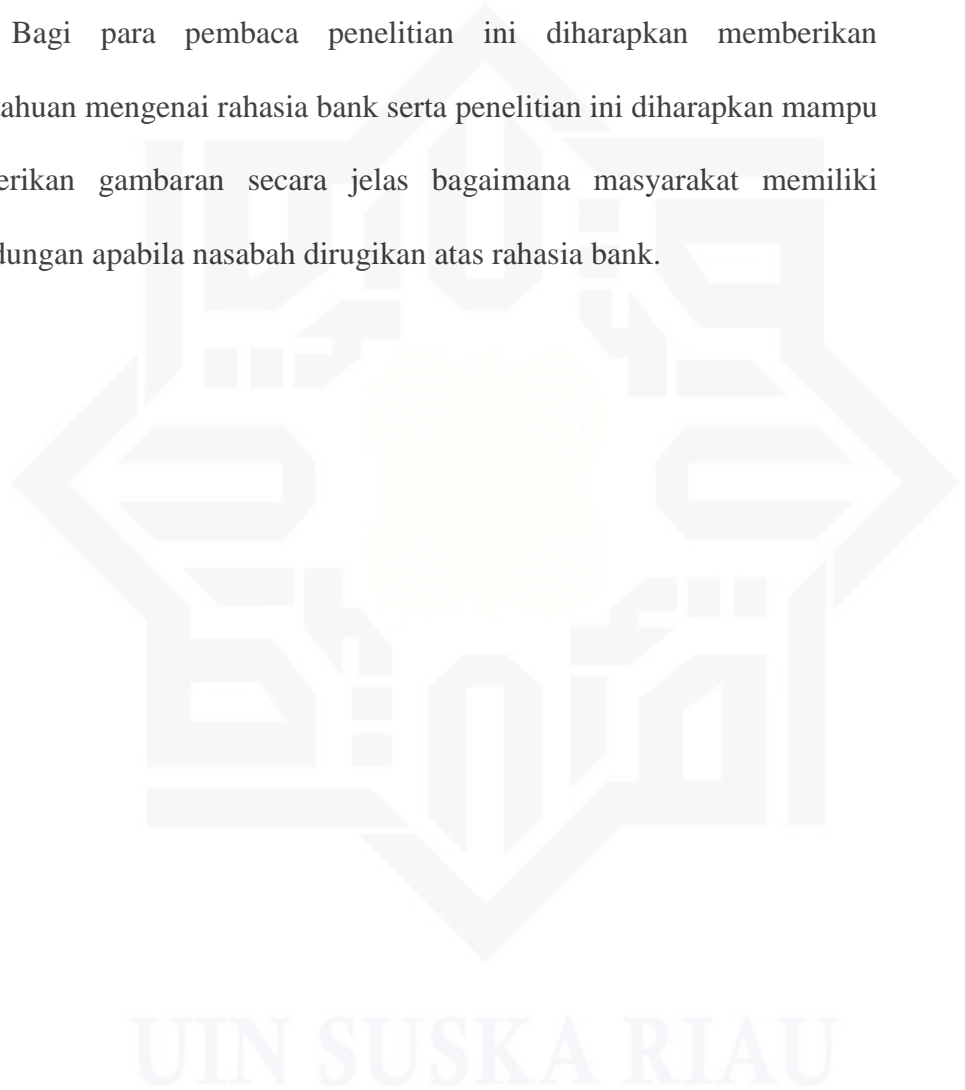 Bagi para pembaca penelitian ini diharapkan memberikan
tahuan mengenai rahasia bank serta penelitian ini diharapkan mampu
erikan gambaran secara jelas bagaimana masyarakat memiliki
dungan apabila nasabah dirugikan atas rahasia bank.
UIN SUSKA RIAU